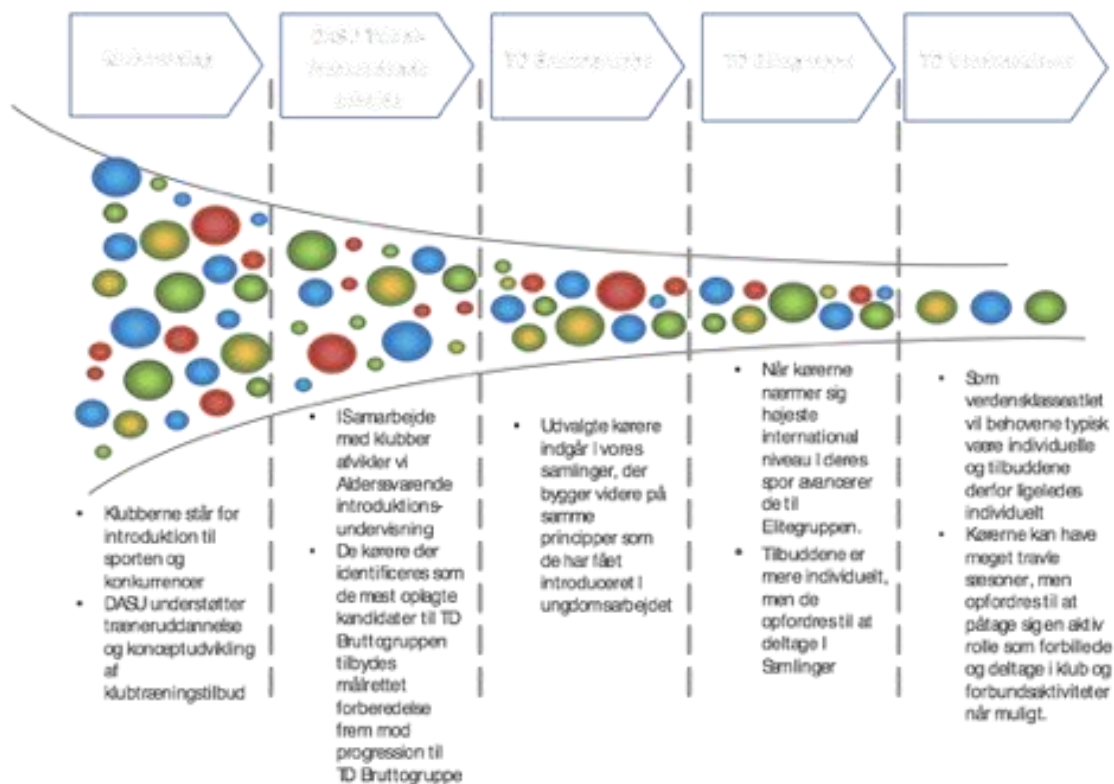 TD Bruttogruppe
TD Elitegruppe
TD Verdensklasse
• Klubberne står for
introduktion til
sporten og
konkurrencer
• DASU understøtter
træneruddannelse
og konceptudvikling
af
klubtræningstilbud
• I Samarbejde
med klubber
afvikler vi
Alderssvarende
introduktions-
undervisning
• De kørere der
identificeres som
de mest oplagte
kandidater til TD
Bruttogruppen
tilbydes
målrettet
forberedelse
frem mod
progression til
TD Bruttogruppe
• Udvalgte kørere
indgår i vores
samlinger, der
bygger videre på
samme
principper som
de har fået
introduceret i
ungdomsarbejdet
• Når kørerne
nærmer sig
højeste
international
niveau i deres
spor avancerer
de til
Elitegruppen.
• Tilbuddene er
mere individuelt,
men de
opfordres til at
deltage i
Samlinger
• Som
verdensklasseatlet
vil behovene typisk
være individuelle
og tilbuddene
derfor ligeledes
individuelt
• Kørerne kan have
meget travle
sæsoner, men
opfordres til at
påtage sig en aktiv
rolle som forbillede
og deltage i klub og
forbundsaktiviteter
når muligt.